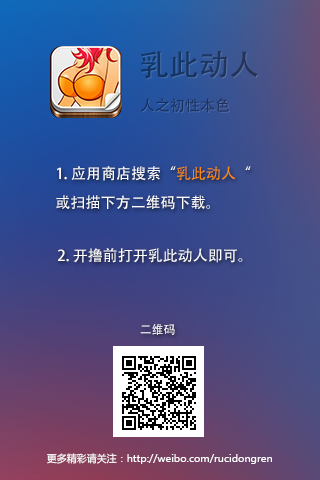 乳此动人
人之初性本色
1. 应用商店搜索“乳此动人“
或扫描下方二维码下载。
2. 开撸前打开乳此动人即可。
二维码
更多精彩请关注：http://weibo.com/rucidongren